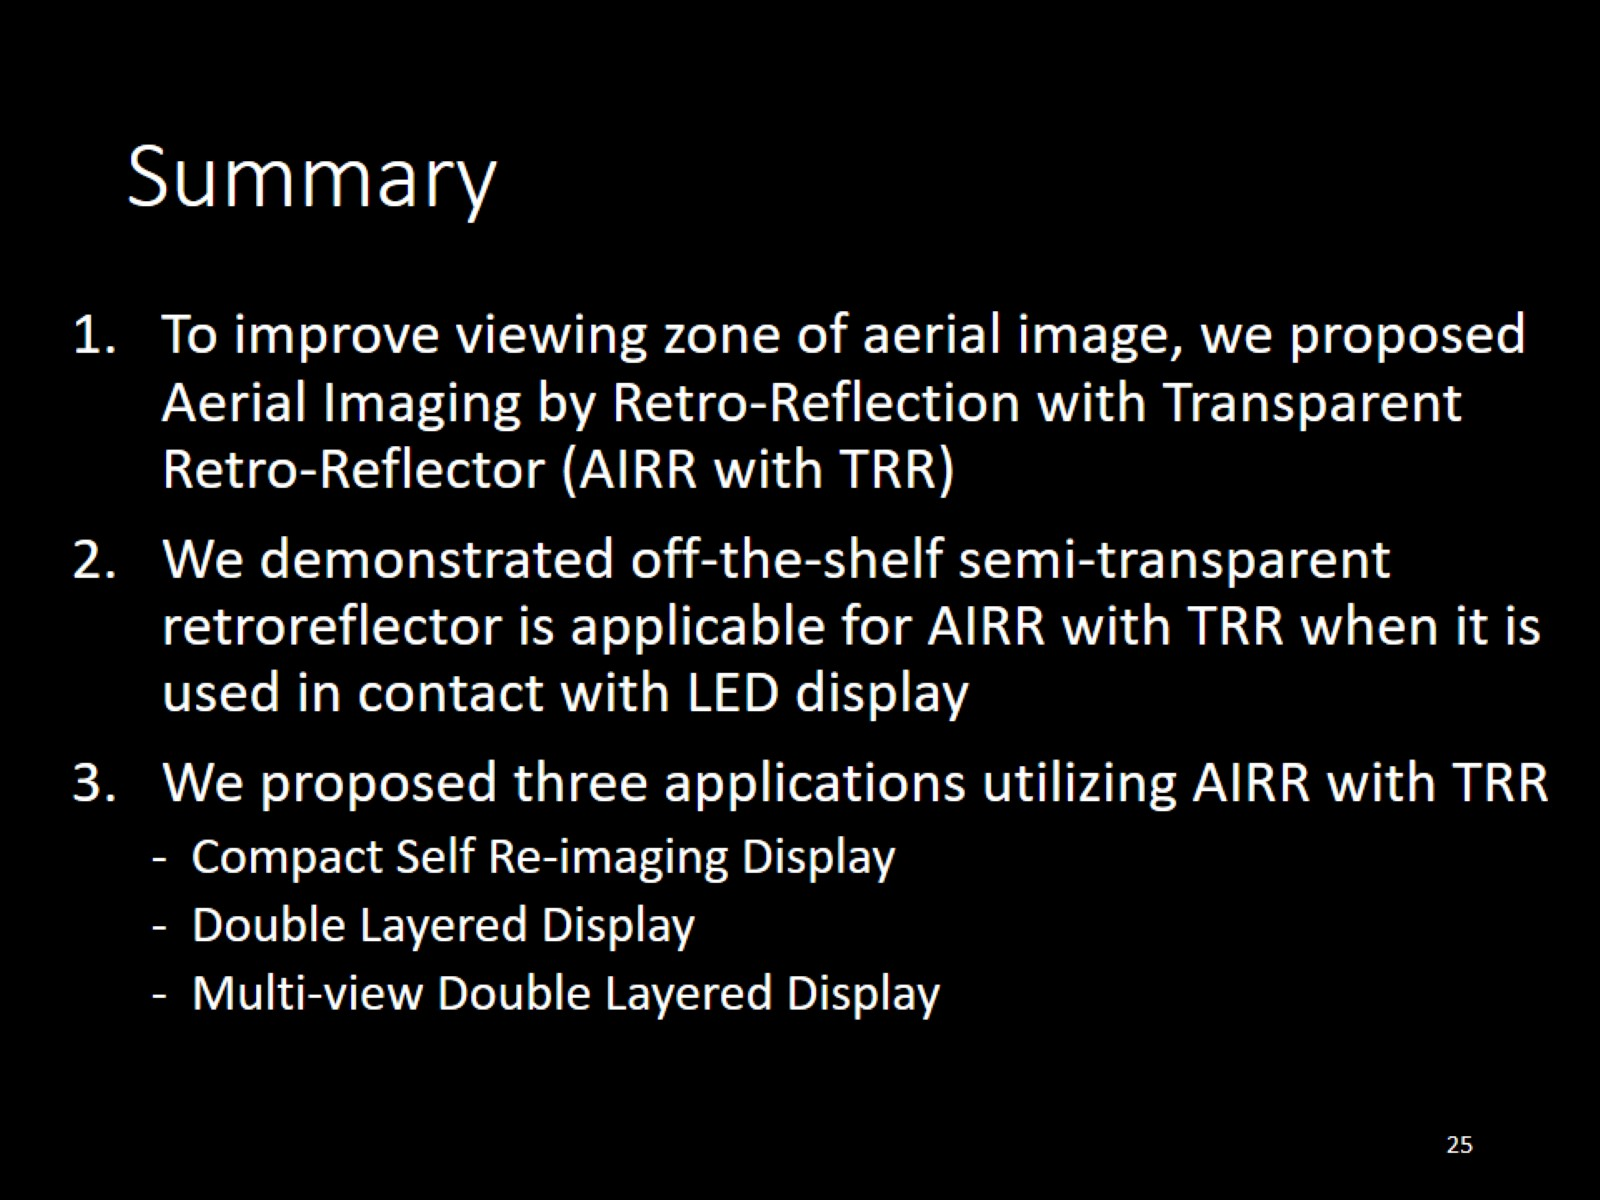 Summary
1. To improve viewing zone of aerial image, we proposed
Aerial Imaging by Retro-Reflection with Transparent
Retro-Reflector (AIRR with TRR)
2. We demonstrated off-the-shelf semi-transparent
retroreflector is applicable for AIRR with TRR when it is
used in contact with LED display
3. We proposed three applications utilizing AIRR with TRR
- Compact Self Re-imaging Display
- Double Layered Display
- Multi-view Double Layered Display
25